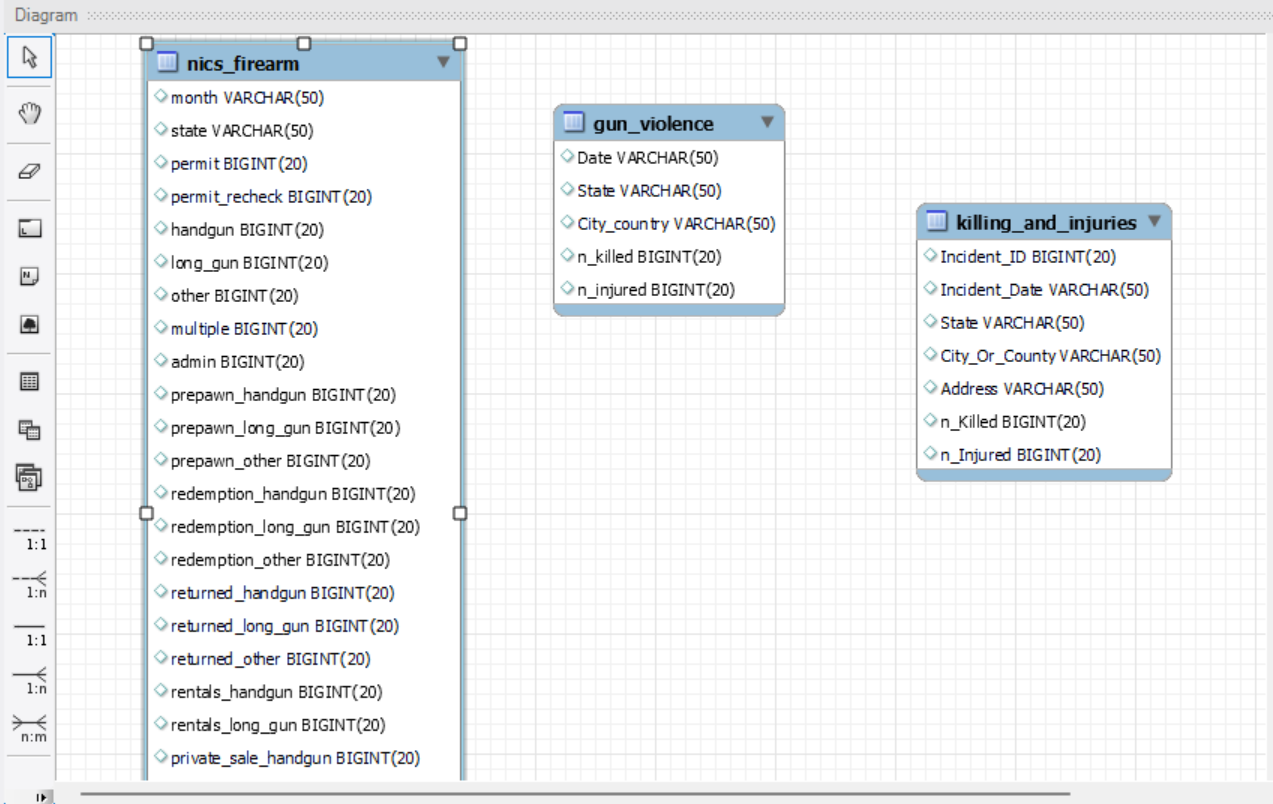 Diagram
nics_firearm
month VARCHAR(50)
state VARCHAR(50)
permit BIGINT(20)
permit_recheck BIGINT(20)
handgun BIGINT(20)
long_gun BIGINT(20)
other BIGINT(20)
multiple BIGINT(20)
admin BIGINT(20)
prepawn_handgun BIGINT(20)
prepawn_long_gun BIGINT(20)
prepawn_other BIGINT(20)
redemption_handgun BIGINT(20)
redemption_long_gun BIGINT(20)
redemption_other BIGINT(20)
returned_handgun BIGINT(20)
returned_long_gun BIGINT(20)
returned_other BIGINT(20)
rentals_handgun BIGINT(20)
rentals_long_gun BIGINT(20)
private_sale_handgun BIGINT(20)
gun_violence
Date VARCHAR(50)
State VARCHAR(50)
City_country VARCHAR(50)
n_killed BIGINT(20)
n_injured BIGINT(20)
killing_and_injuries
Incident_ID BIGINT(20)
Incident_Date VARCHAR(50)
State VARCHAR(50)
City_Or_County VARCHAR(50)
Address VARCHAR(50)
n_Killed BIGINT(20)
n_Injured BIGINT(20)
N
1:1
1:n
1:1
1:n
n:m